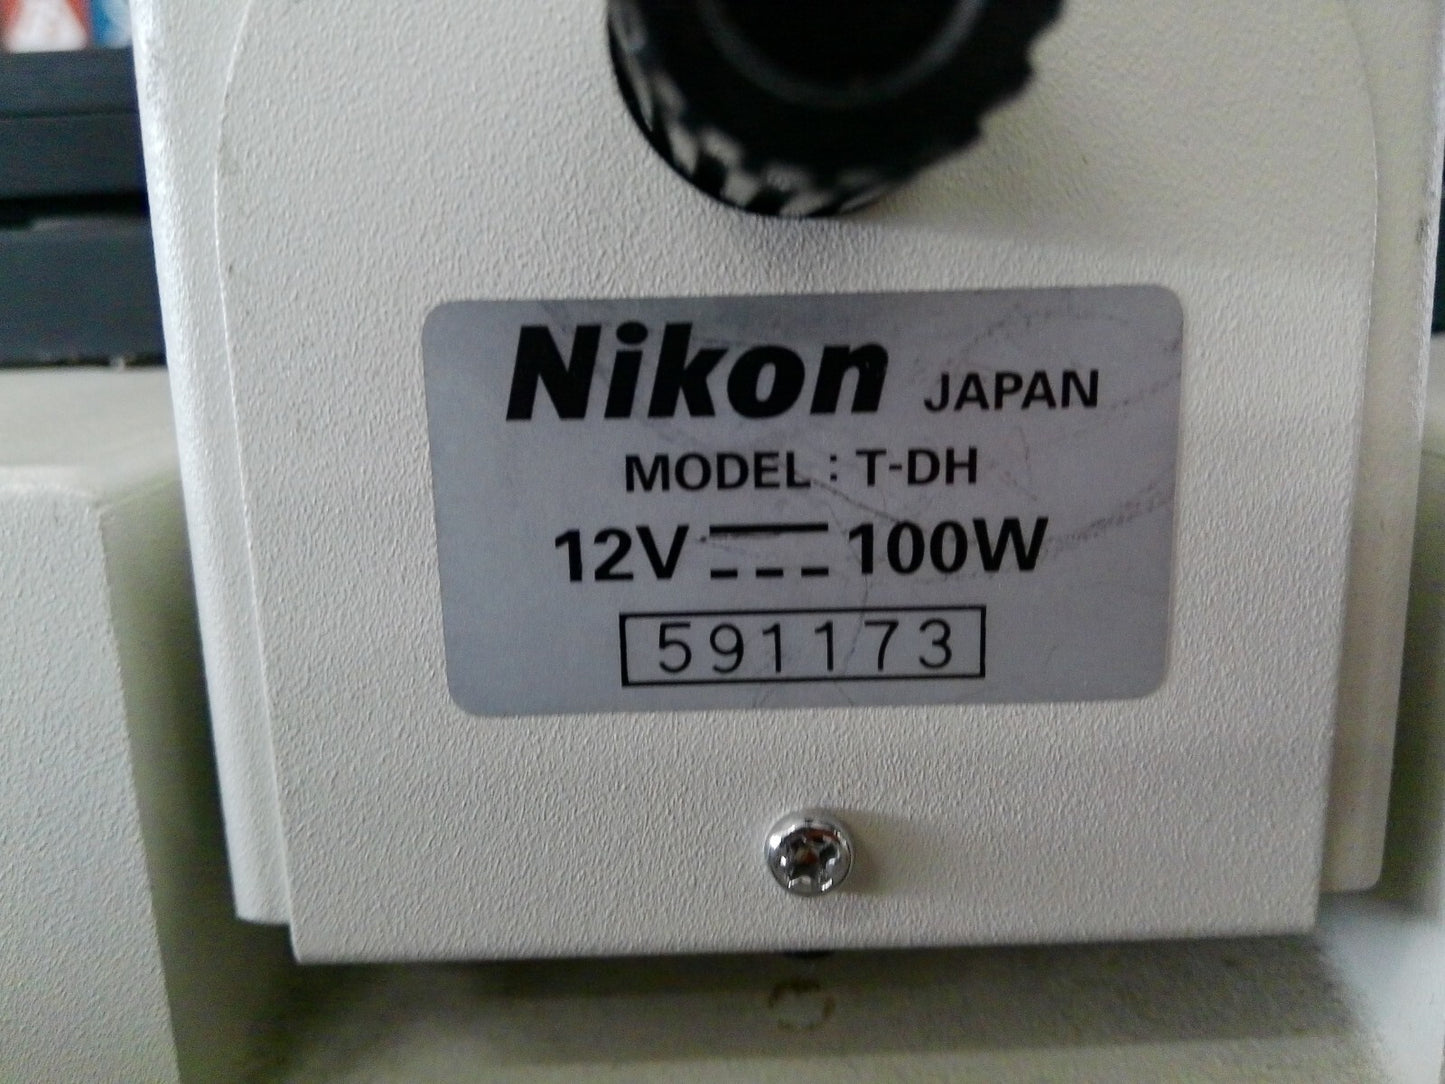 Nikon JAPAN
MODEL : T-DH
12V ⎓ 100W
591173